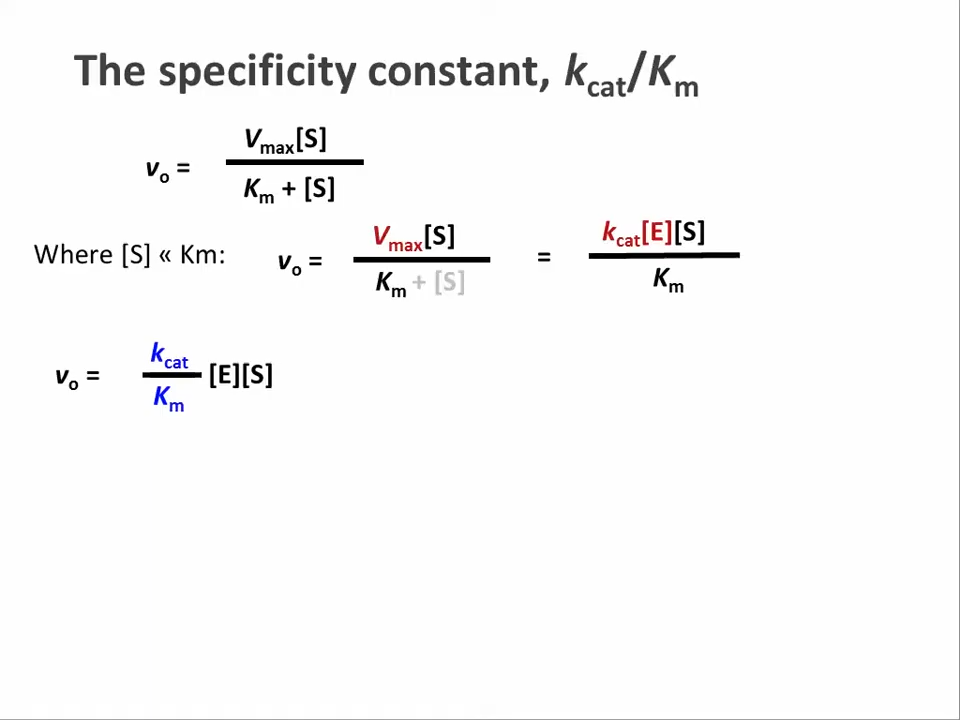 The specificity constant, kcat/Km
Vmax[S]
vo =
Km + [S]
Where [S] « Km:
vo =
Vmax[S]
Km + [S]
=
kcat[E][S]
Km
vo =
kcat
Km
[E][S]